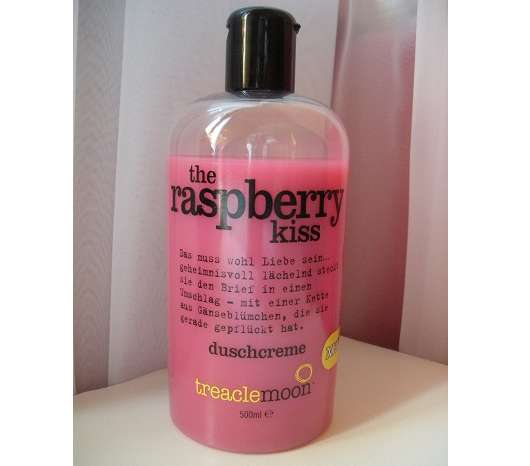 the
raspberry
kiss
Das muss wohl Liebe sein...
geheimnisvoll lächelnd steckt
sie den Brief in einen
Umschlag – mit einer Kette
aus Gänseblümchen, die sie
gerade gepflückt hat.
duschcreme
treaclemoon™
500ml e